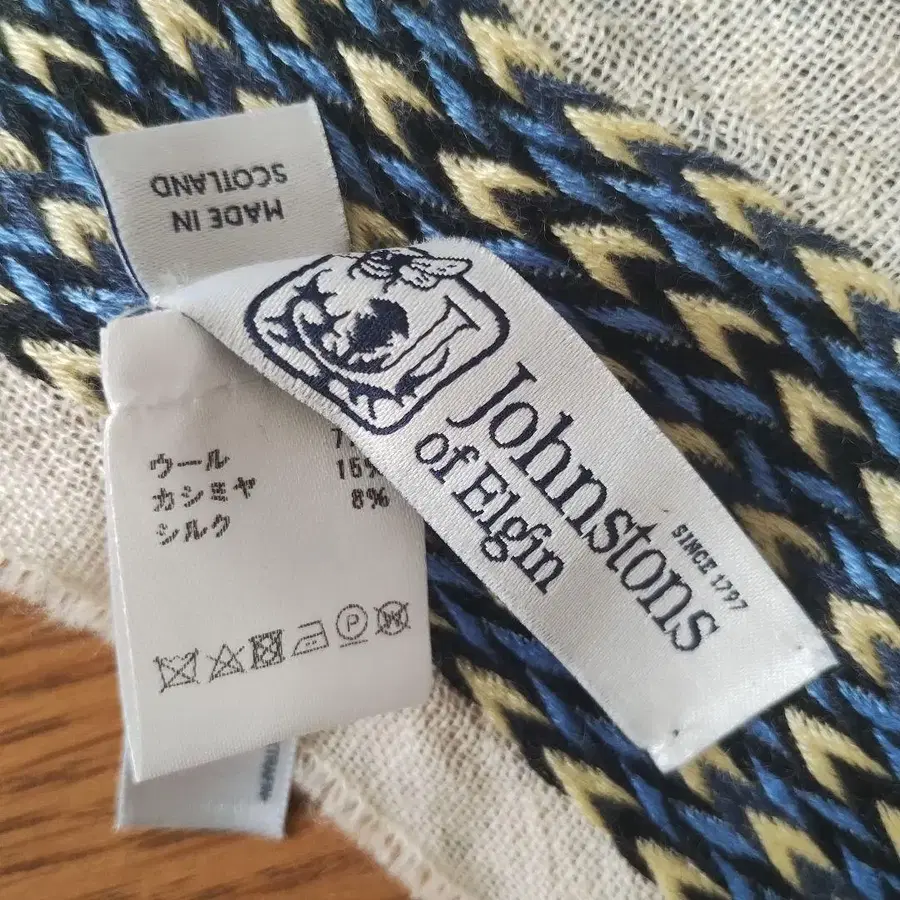 MADE IN
SCOTLAND
Johnstons
of Elgin
SINCE 1797
ウール
カシミヤ 15%
シルク 8%